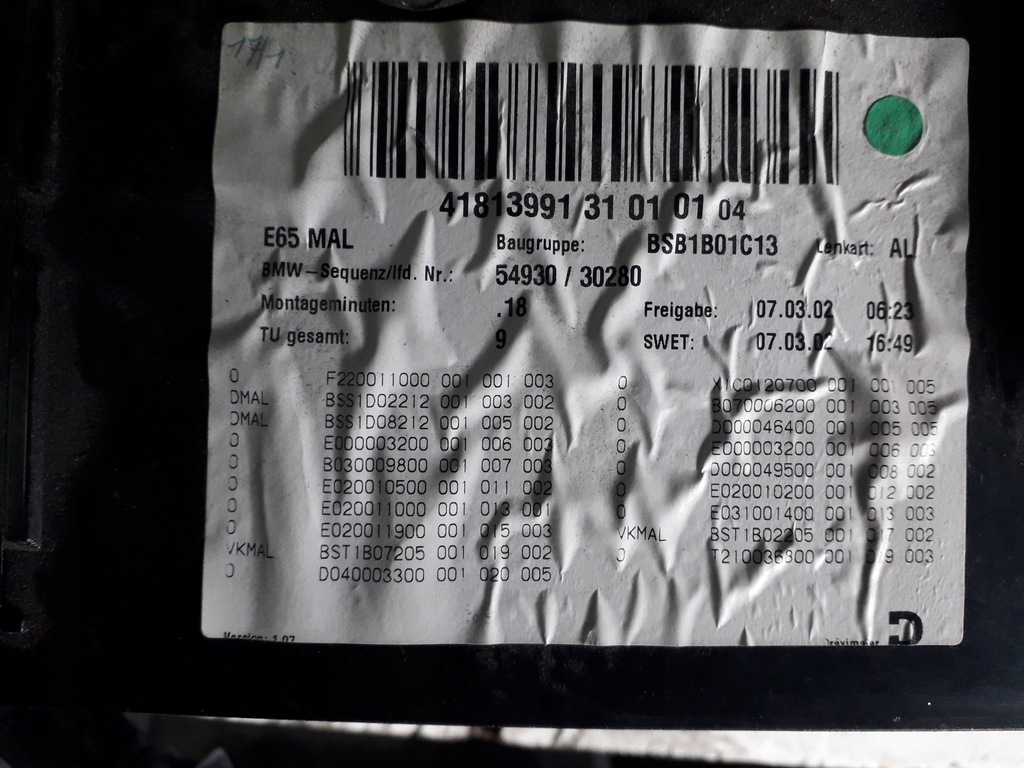 171
41813991 31 01 01 04
E65 MAL Baugruppe: BSB1B01C13 Lenkart: AL
BMW-Sequenz/lfd. Nr.: 54930 / 30280
Montageminuten: .18 Freigabe: 07.03.02 06:23
TU gesamt: 9 SWET: 07.03.02 16:49
0 F220011000 001 001 003 0 X1C0120700 001 001 005
DMAL BSS1D02212 001 003 002 0 B070006200 001 003 005
DMAL BSS1D08212 001 005 002 0 D000046400 001 005 005
0 E000003200 001 006 003 0 E000003200 001 006 003
0 B030009800 001 007 003 0 D000049500 001 008 002
0 E020010500 001 011 002 0 E020010200 001 012 002
0 E020011000 001 013 001 0 E031001400 001 013 003
0 E020011900 001 015 003 VKMAL BST1B02205 001 017 002
VKMAL BST1B07205 001 019 002 0 T210036800 001 019 003
0 D040003300 001 020 005
Version: 1.07 Dräxlmaier